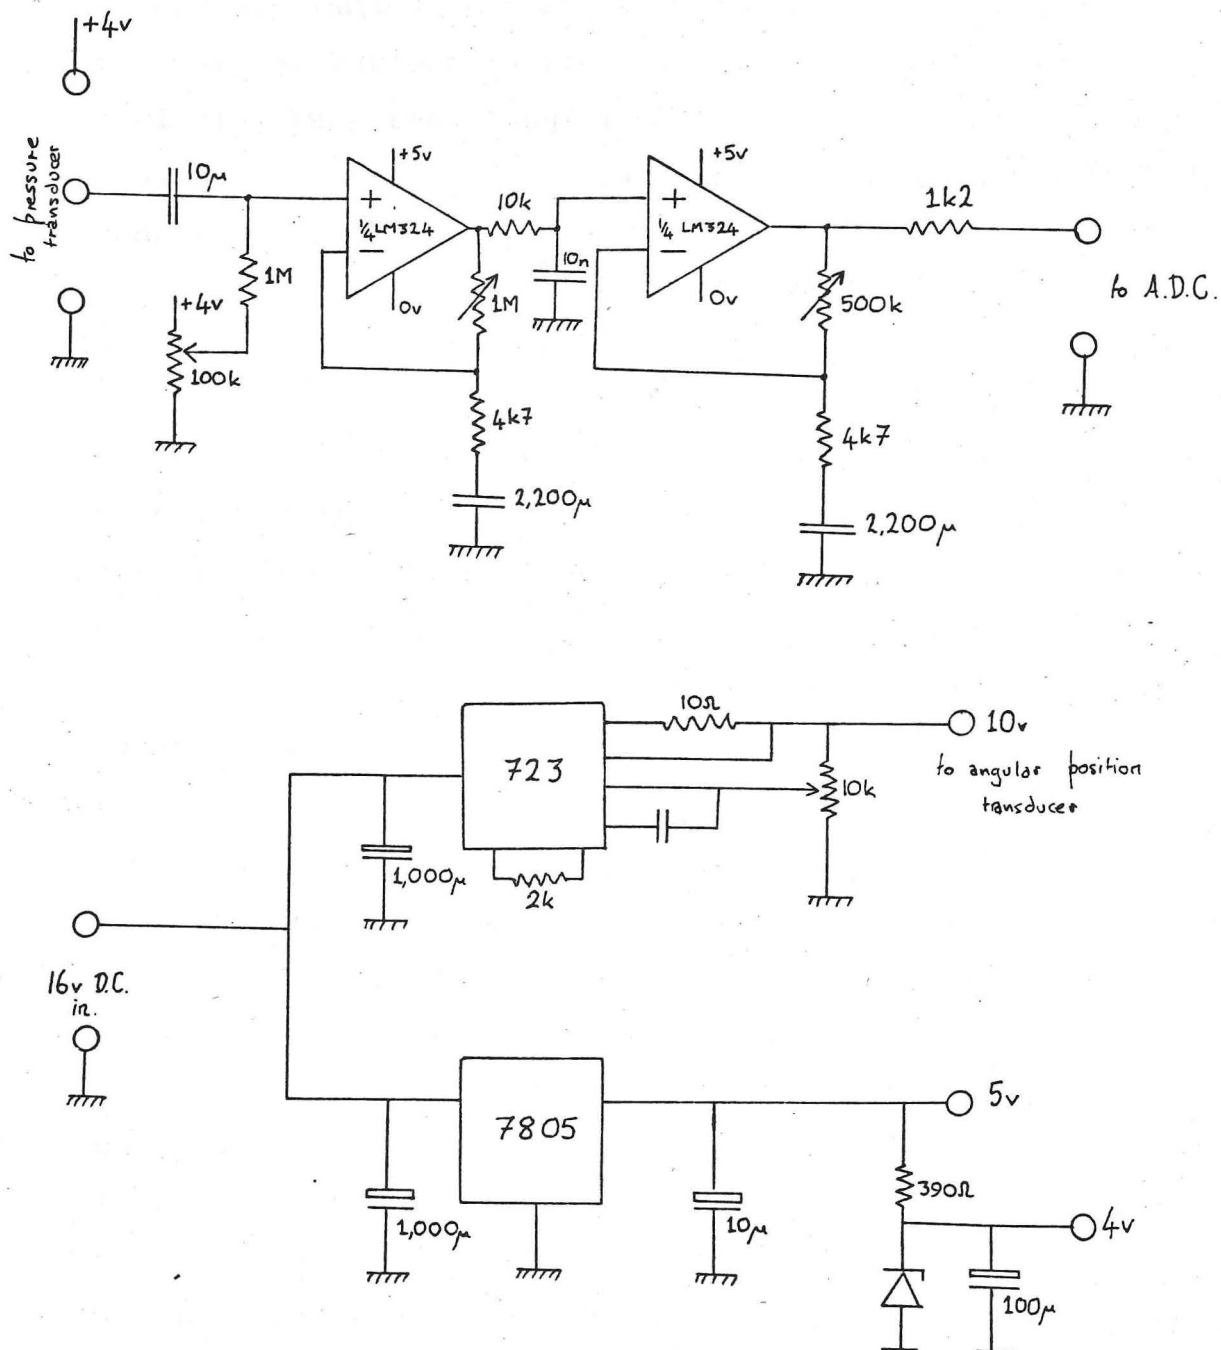 +4v
to pressure
transducer
10μ
1M
+4v
100k
+
1/4 LM324
−
+5v
0v
10k
1M
10n
4k7
2,200μ
+
1/4 LM324
−
+5v
0v
500k
4k7
2,200μ
1k2
to A.D.C.
723
10Ω
10v
to angular position
transducer
10k
1,000μ
2k
16v D.C.
in.
7805
5v
1,000μ
10μ
390Ω
4v
100μ